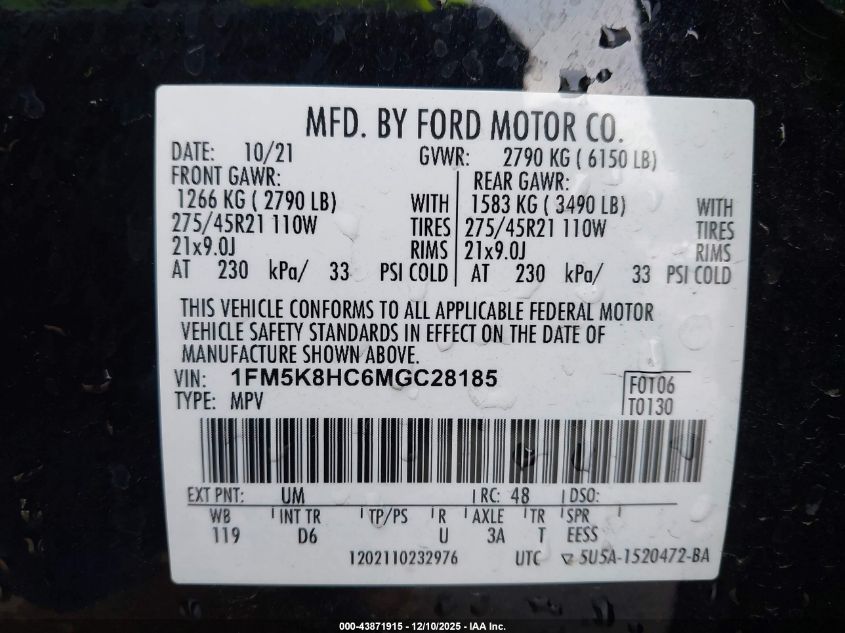 MFD. BY FORD MOTOR CO.
DATE: 10/21 GVWR: 2790 KG ( 6150 LB)
FRONT GAWR: REAR GAWR:
1266 KG ( 2790 LB) WITH 1583 KG ( 3490 LB) WITH
275/45R21 110W TIRES 275/45R21 110W TIRES
21x9.0J RIMS 21x9.0J RIMS
AT 230 kPa/ 33 PSI COLD AT 230 kPa/ 33 PSI COLD
THIS VEHICLE CONFORMS TO ALL APPLICABLE FEDERAL MOTOR
VEHICLE SAFETY STANDARDS IN EFFECT ON THE DATE OF
MANUFACTURE SHOWN ABOVE.
VIN: 1FM5K8HC6MGC28185 F0106
TYPE: MPV T0130
EXT PNT: UM RC: 48 DSO:
WB INT TR TP/PS R AXLE TR SPR
119 D6 U 3A T EESS
1202110232976 UTC 5U5A-1520472-BA
000-43871915 - 12/10/2025 - IAA Inc.